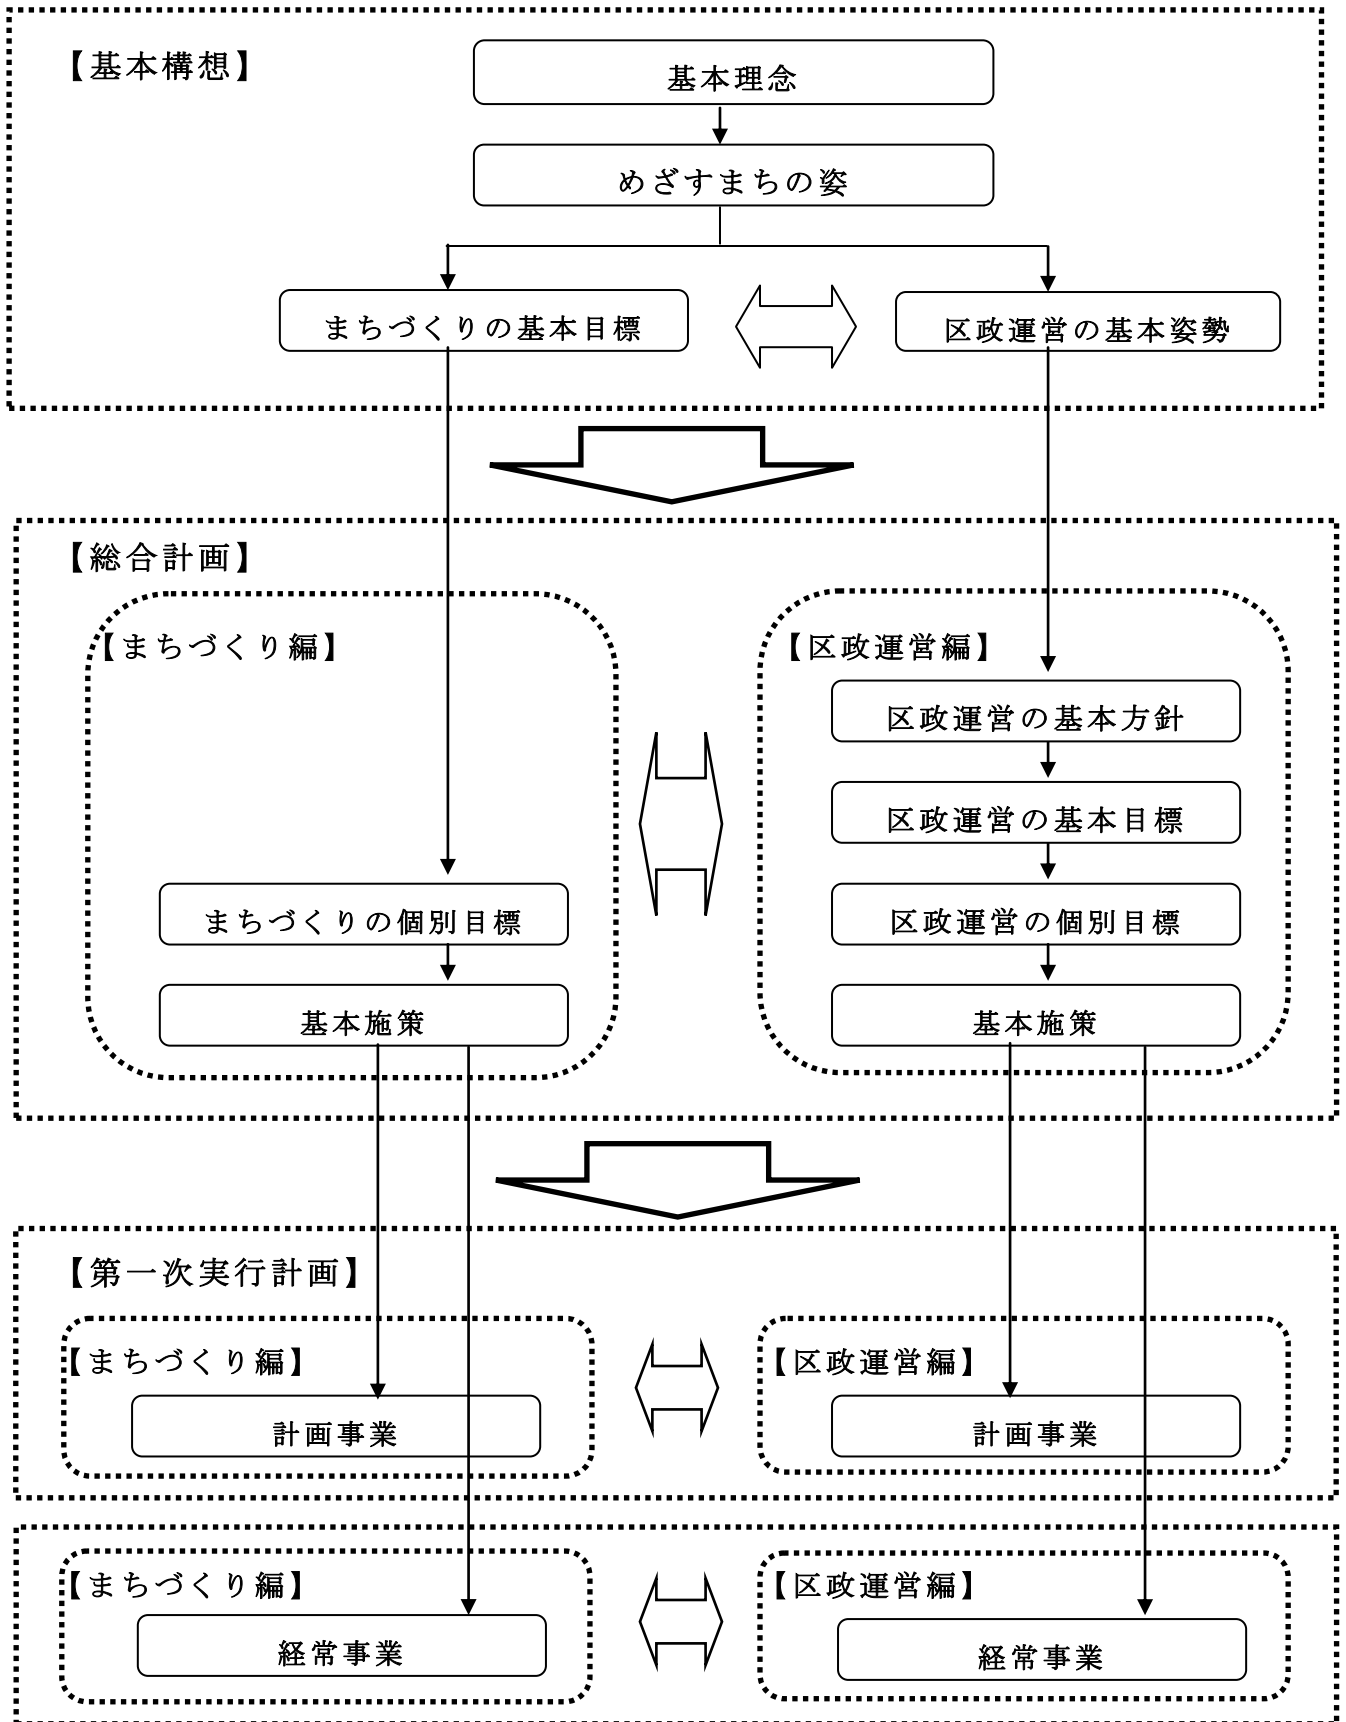 【基本構想】
基本理念
めざすまちの姿
まちづくりの基本目標
区政運営の基本姿勢
【総合計画】
【まちづくり編】
【区政運営編】
区政運営の基本方針
区政運営の基本目標
まちづくりの個別目標
区政運営の個別目標
基本施策
基本施策
【第一次実行計画】
【まちづくり編】
【区政運営編】
計画事業
計画事業
【まちづくり編】
【区政運営編】
経常事業
経常事業